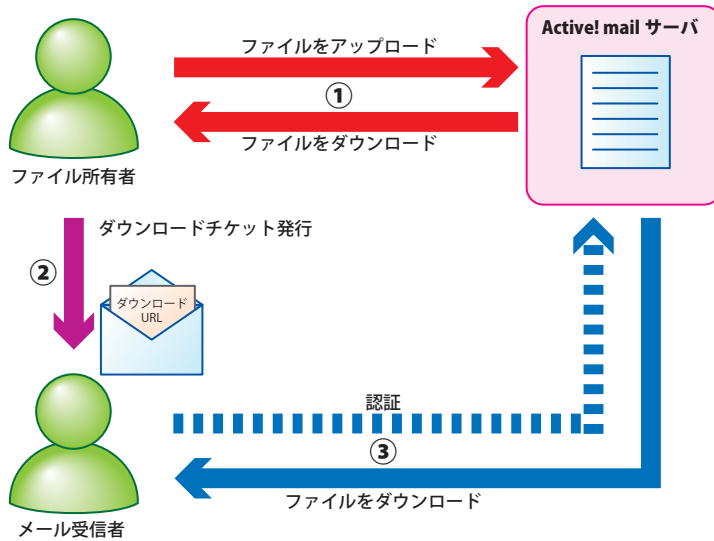 Active! mail サーバ
ファイルをアップロード
①
ファイルをダウンロード
ファイル所有者
ダウンロードチケット発行
②
ダウンロード
URL
認証
③
ファイルをダウンロード
メール受信者